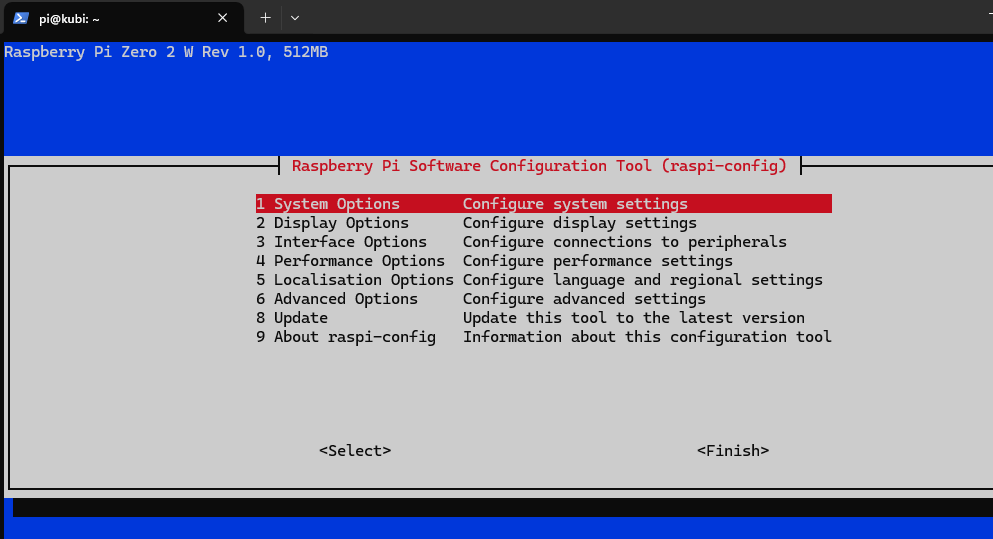 pi@kubi: ~
Raspberry Pi Zero 2 W Rev 1.0, 512MB
Raspberry Pi Software Configuration Tool (raspi-config)
1 System Options Configure system settings
2 Display Options Configure display settings
3 Interface Options Configure connections to peripherals
4 Performance Options Configure performance settings
5 Localisation Options Configure language and regional settings
6 Advanced Options Configure advanced settings
8 Update Update this tool to the latest version
9 About raspi-config Information about this configuration tool
<Select> <Finish>